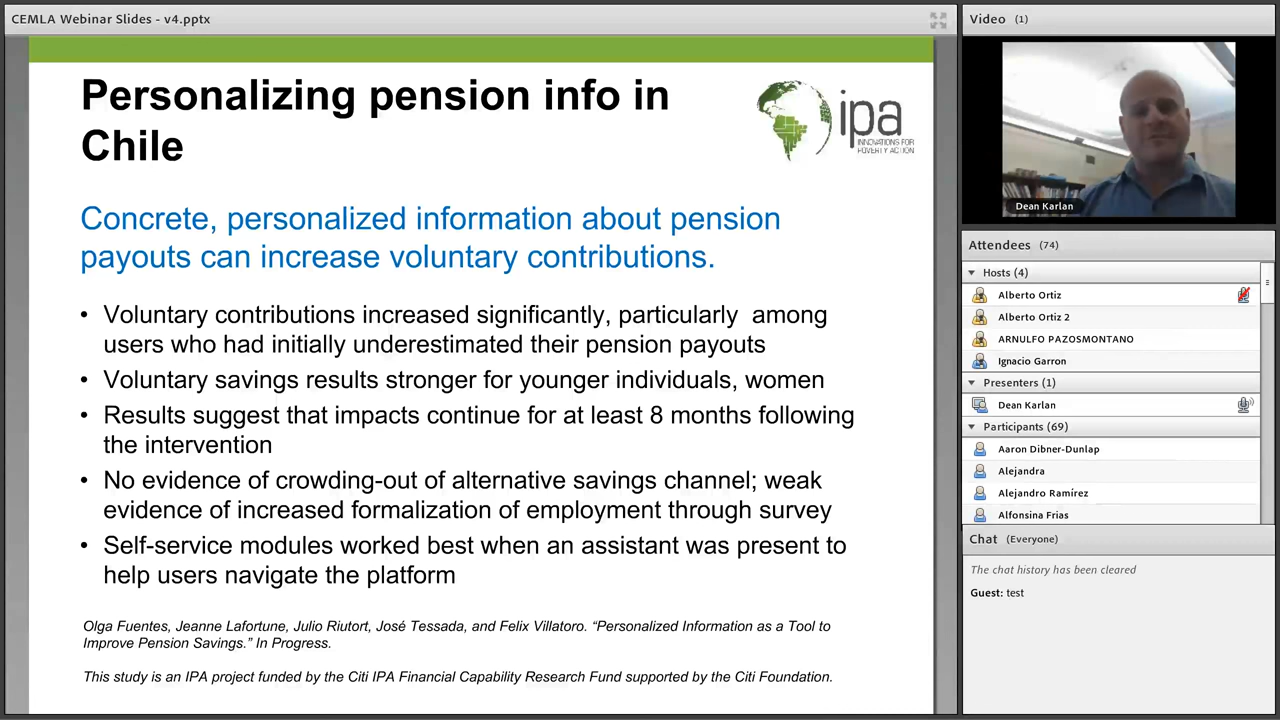 CEMLA Webinar Slides - v4.pptx
Personalizing pension info in
Chile
ipa
INNOVATIONS FOR
POVERTY ACTION
Concrete, personalized information about pension
payouts can increase voluntary contributions.
• Voluntary contributions increased significantly, particularly among
users who had initially underestimated their pension payouts
• Voluntary savings results stronger for younger individuals, women
• Results suggest that impacts continue for at least 8 months following
the intervention
• No evidence of crowding-out of alternative savings channel; weak
evidence of increased formalization of employment through survey
• Self-service modules worked best when an assistant was present to
help users navigate the platform
Olga Fuentes, Jeanne Lafortune, Julio Riutort, José Tessada, and Felix Villatoro. “Personalized Information as a Tool to
Improve Pension Savings.” In Progress.
This study is an IPA project funded by the Citi IPA Financial Capability Research Fund supported by the Citi Foundation.
Video (1)
Dean Karlan
Attendees (74)
Hosts (4)
Alberto Ortiz
Alberto Ortiz 2
ARNULFO PAZOSMONTANO
Ignacio Garron
Presenters (1)
Dean Karlan
Participants (69)
Aaron Dibner-Dunlap
Alejandra
Alejandro Ramírez
Alfonsina Frias
Chat (Everyone)
The chat history has been cleared
Guest: test